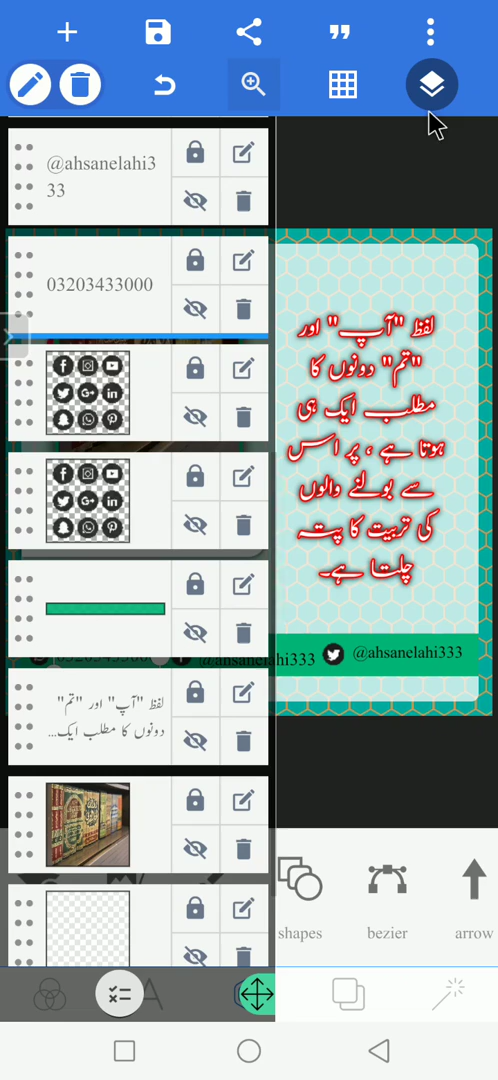 @ahsanelahi3
33
03203433000
لفظ "آپ" اور
"تم" دونوں کا
مطلب ایک ہی
ہوتا ہے ، پر اس
سے بولنے والوں
کی تربیت کا پتہ
چلتا ہے۔
03203433000
@ahsanelahi333
@ahsanelahi333
لفظ "آپ" اور "تم"
دونوں کا مطلب ایک...
shapes
bezier
arrow